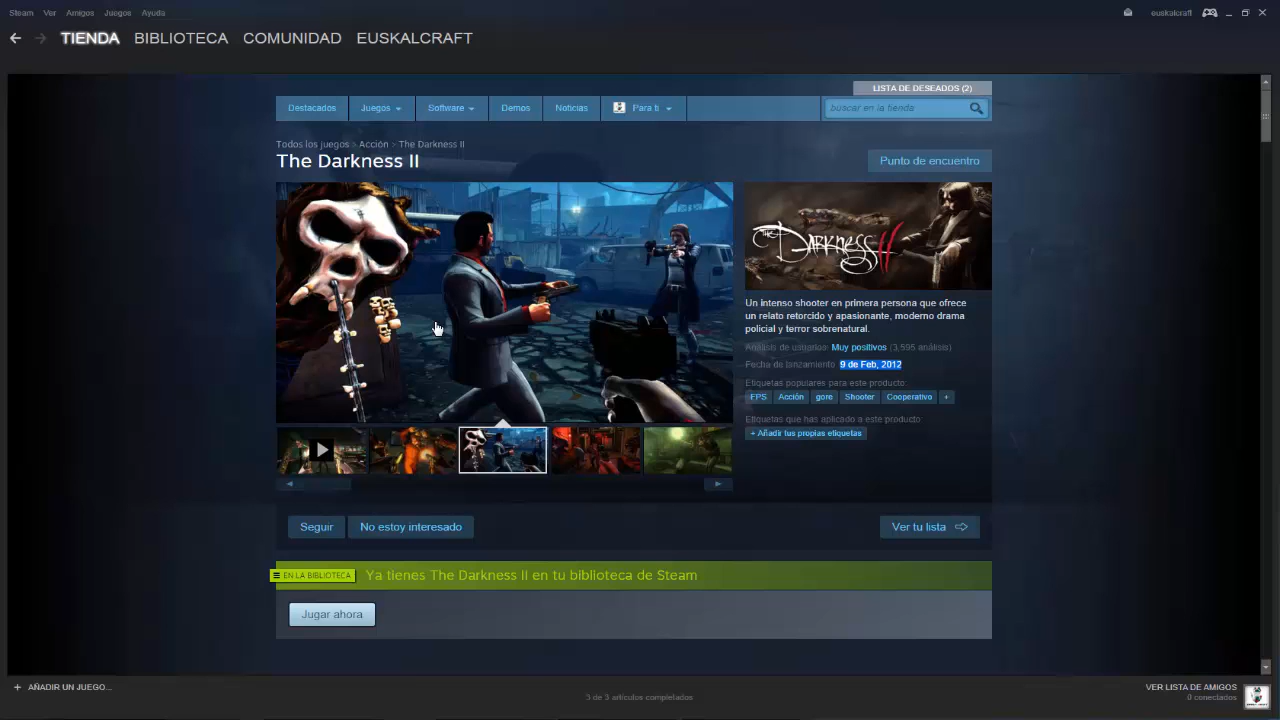 Steam Ver Amigos Juegos Ayuda euskalcraft
TIENDA BIBLIOTECA COMUNIDAD EUSKALCRAFT
LISTA DE DESEADOS (2)
Destacados Juegos Software Demos Noticias Para ti buscar en la tienda
Todos los juegos > Acción > The Darkness II
The Darkness II
Punto de encuentro
THE DARKNESS II
Un intenso shooter en primera persona que ofrece
un relato retorcido y apasionante, moderno drama
policial y terror sobrenatural.
Análisis de usuarios: Muy positivos (3,595 análisis)
Fecha de lanzamiento: 9 de Feb, 2012
Etiquetas populares para este producto:
FPS Acción gore Shooter Cooperativo +
Etiquetas que has aplicado a este producto:
+ Añadir tus propias etiquetas
Seguir No estoy interesado Ver tu lista
EN LA BIBLIOTECA Ya tienes The Darkness II en tu biblioteca de Steam
Jugar ahora
+ AÑADIR UN JUEGO... VER LISTA DE AMIGOS
3 de 3 artículos completados 0 conectados